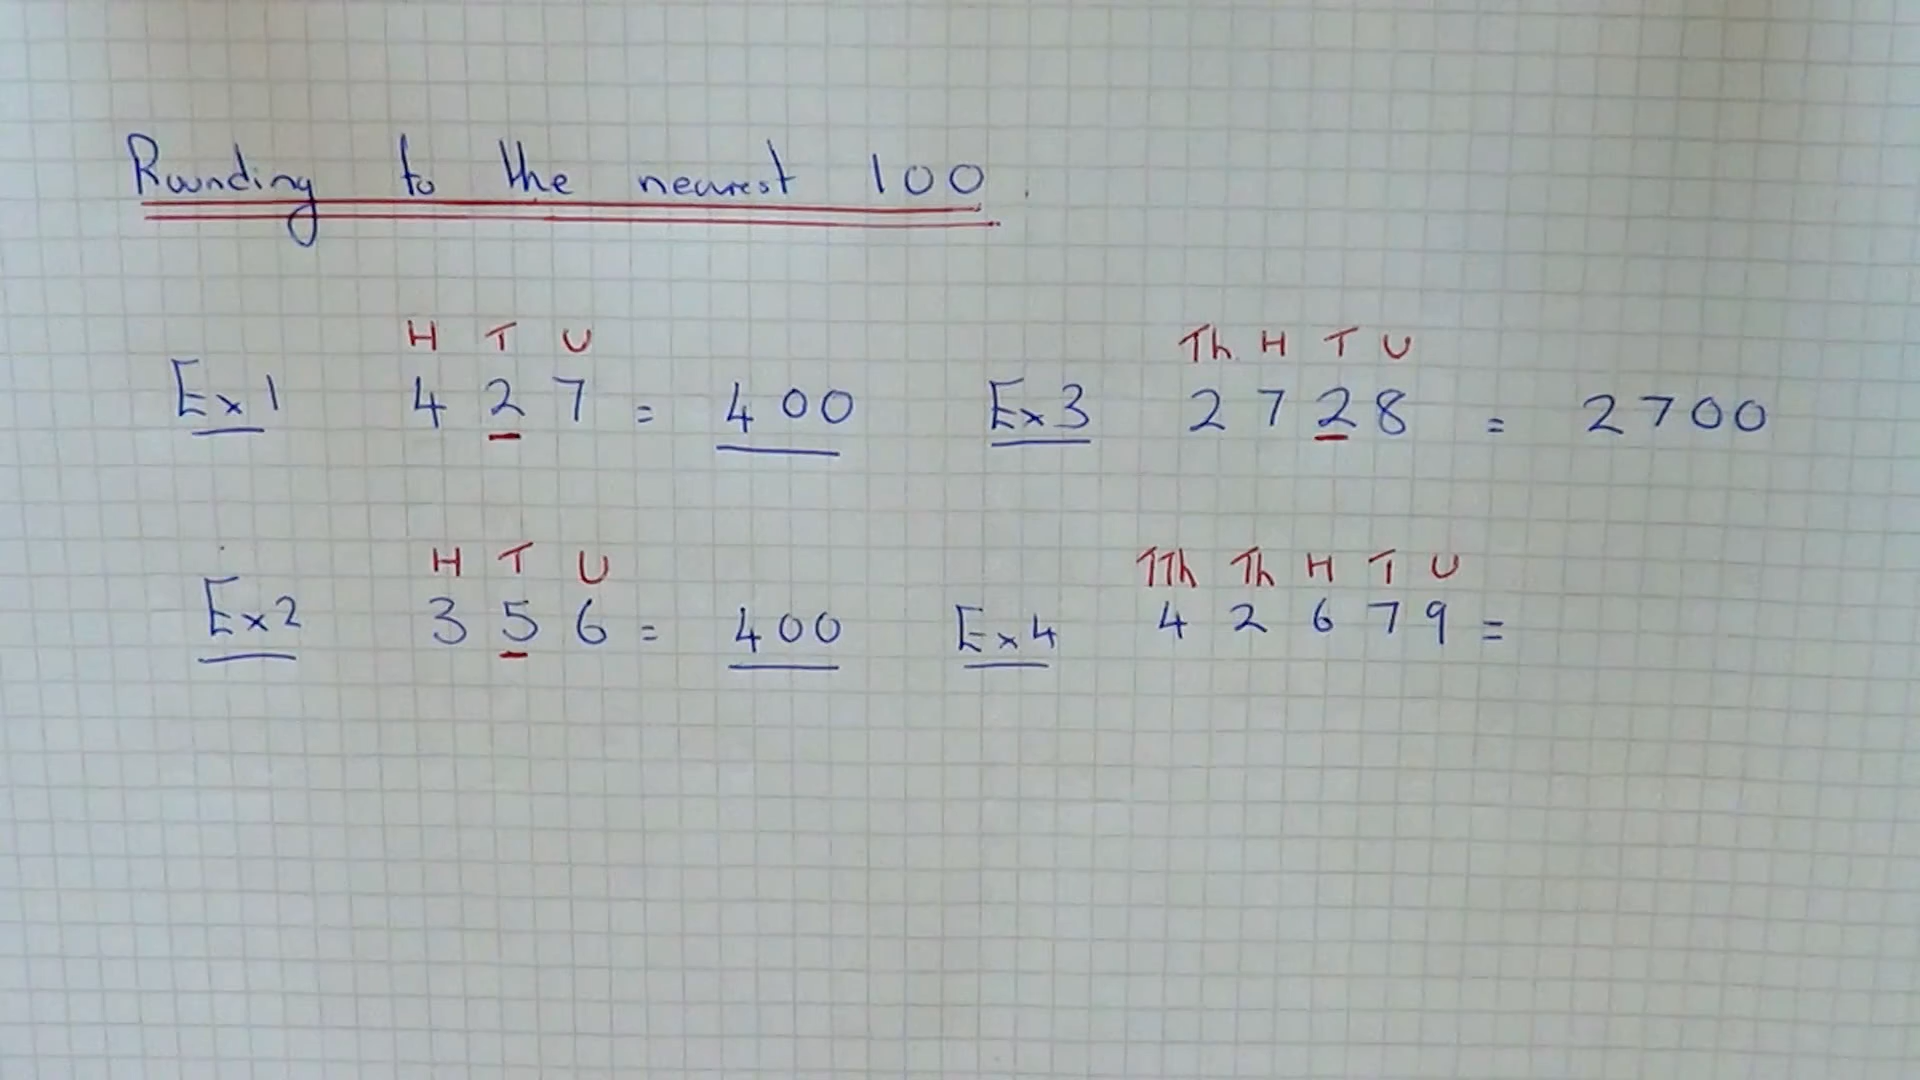 Rounding to the nearest 100.
H T U
Ex1 4 2 7 = 400
Th H T U
Ex3 2 7 2 8 = 2700
H T U
Ex2 3 5 6 = 400
TTh Th H T U
Ex4 4 2 6 7 9 =